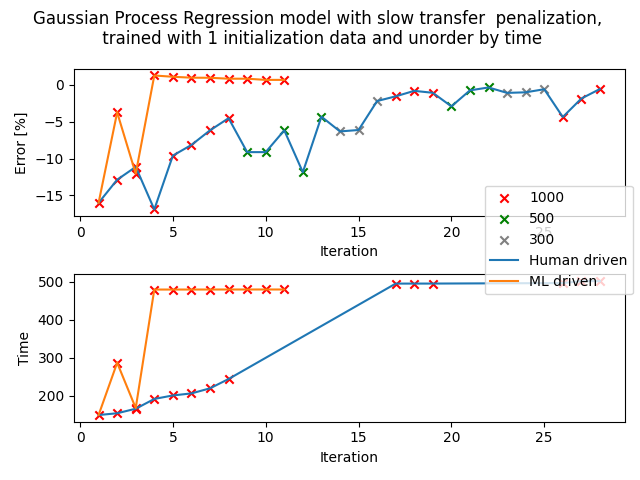 Gaussian Process Regression model with slow transfer  penalization,
trained with 1 initialization data and unorder by time
Error [%]
0
−5
−10
−15
0 5 10 15 20 25
Iteration
1000
500
300
Human driven
ML driven
Time
500
400
300
200
0 5 10 15 20 25
Iteration